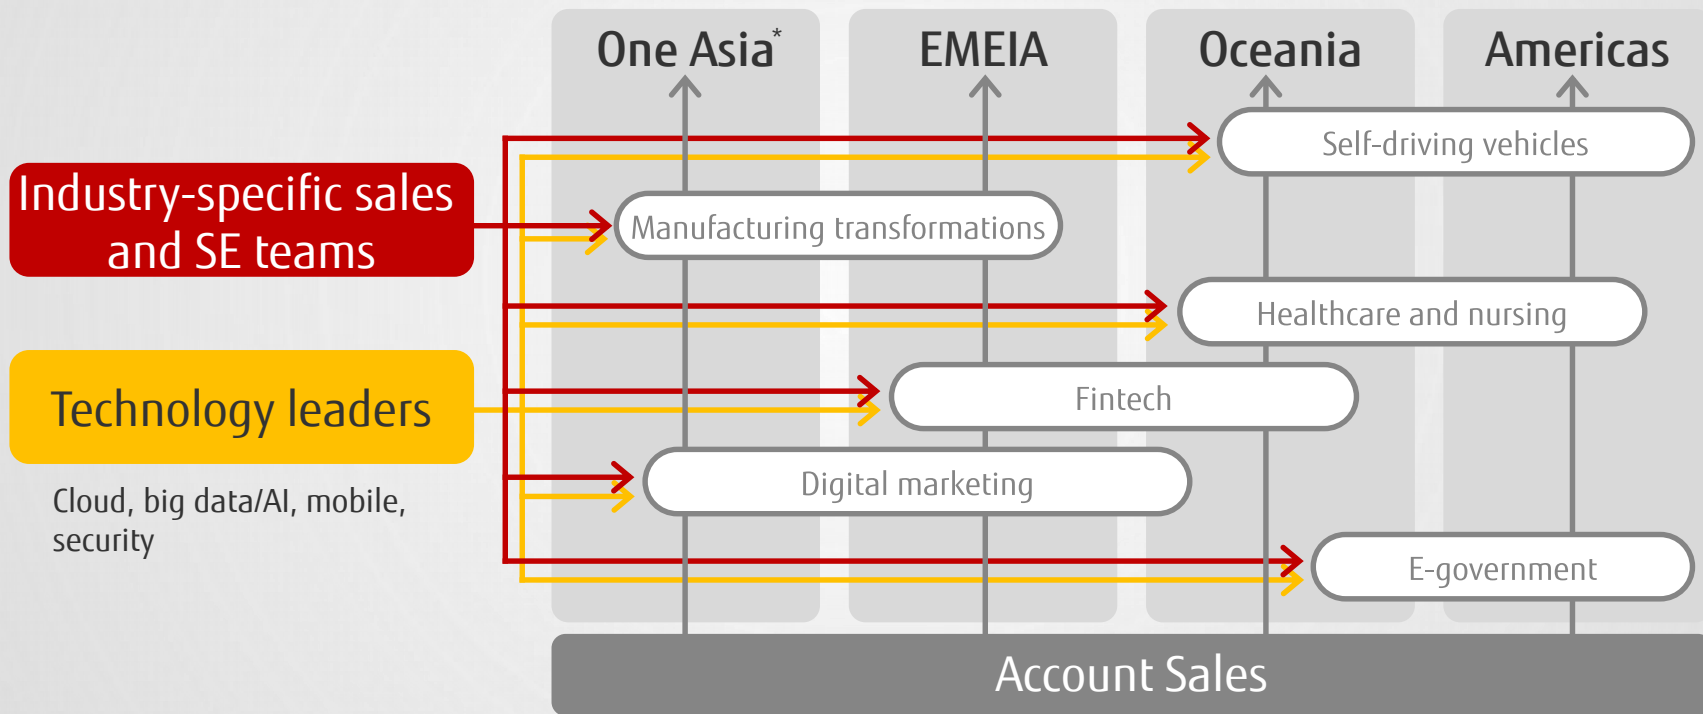 One Asia*
EMEIA
Oceania
Americas
Self-driving vehicles
Industry-specific sales
and SE teams
Manufacturing transformations
Healthcare and nursing
Technology leaders
Fintech
Cloud, big data/AI, mobile,
security
Digital marketing
E-government
Account Sales